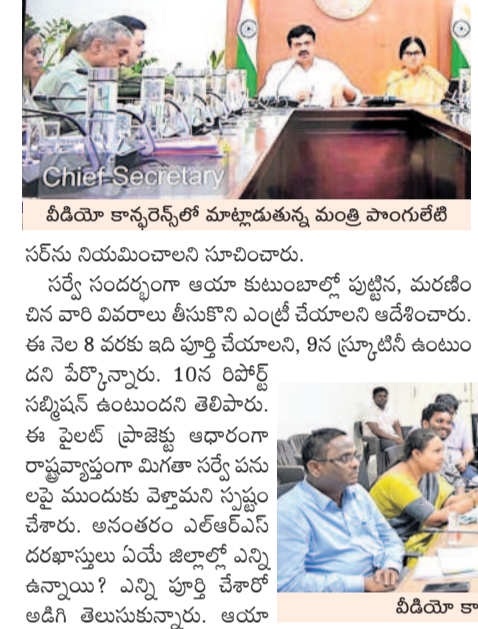 Chief Secretary
వీడియో కాన్ఫరెన్స్‌లో మాట్లాడుతున్న మంత్రి పొంగులేటి
సర్‌ను నియమించాలని సూచించారు.
సర్వే సందర్భంగా ఆయా కుటుంబాల్లో పుట్టిన, మరణిం
చిన వారి వివరాలు తీసుకొని ఎంట్రీ చేయాలని ఆదేశించారు.
ఈ నెల 8 వరకు ఇది పూర్తి చేయాలని, 9న స్క్రూటినీ ఉంటుం
దని పేర్కొన్నారు. 10న రిపోర్ట్
సబ్మిషన్ ఉంటుందని తెలిపారు.
ఈ పైలట్ ప్రాజెక్టు ఆధారంగా
రాష్ట్రవ్యాప్తంగా మిగతా సర్వే పను
లపై ముందుకు వెళ్తామని స్పష్టం
చేశారు. అనంతరం ఎల్ఆర్ఎస్
దరఖాస్తులు ఏయే జిల్లాల్లో ఎన్ని
ఉన్నాయి? ఎన్ని పూర్తి చేశారో
అడిగి తెలుసుకున్నారు. ఆయా
వీడియో కా